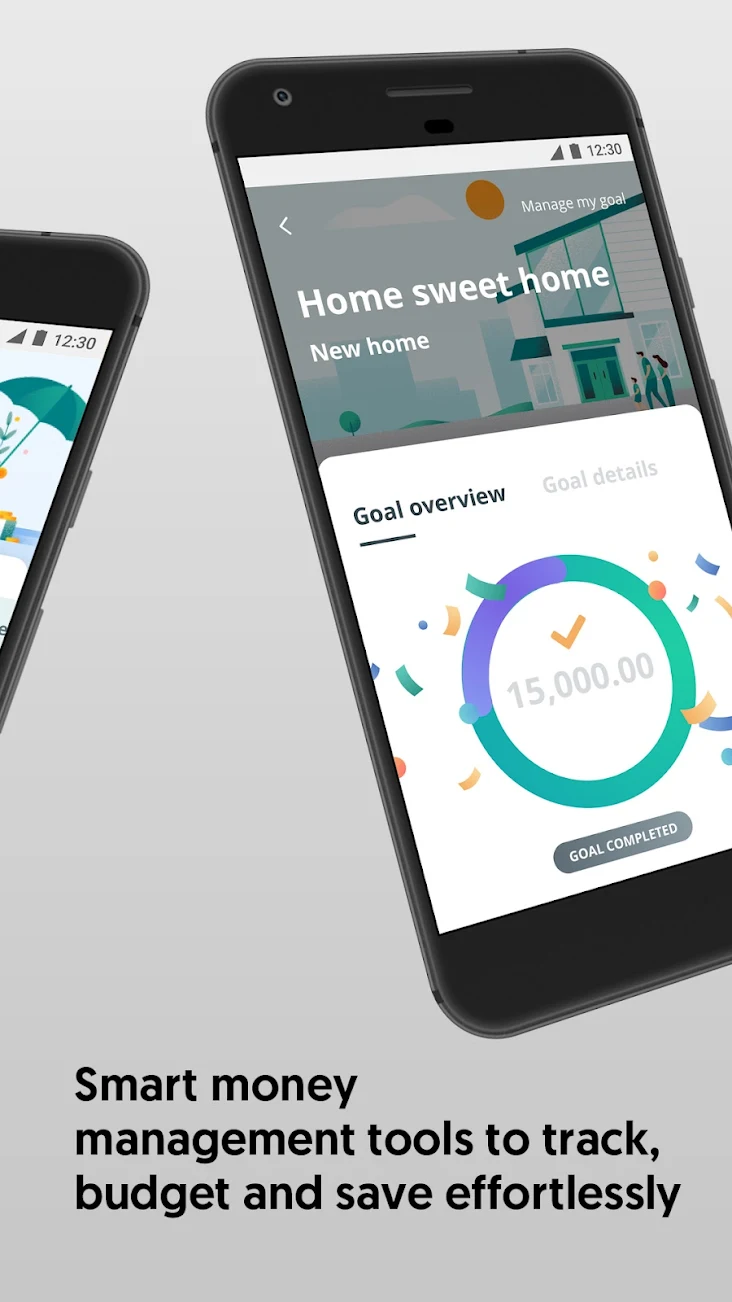 12:30
Manage my goal
Home sweet home
New home
12:30
Goal overview
Goal details
15,000.00
GOAL COMPLETED
Smart money
management tools to track,
budget and save effortlessly